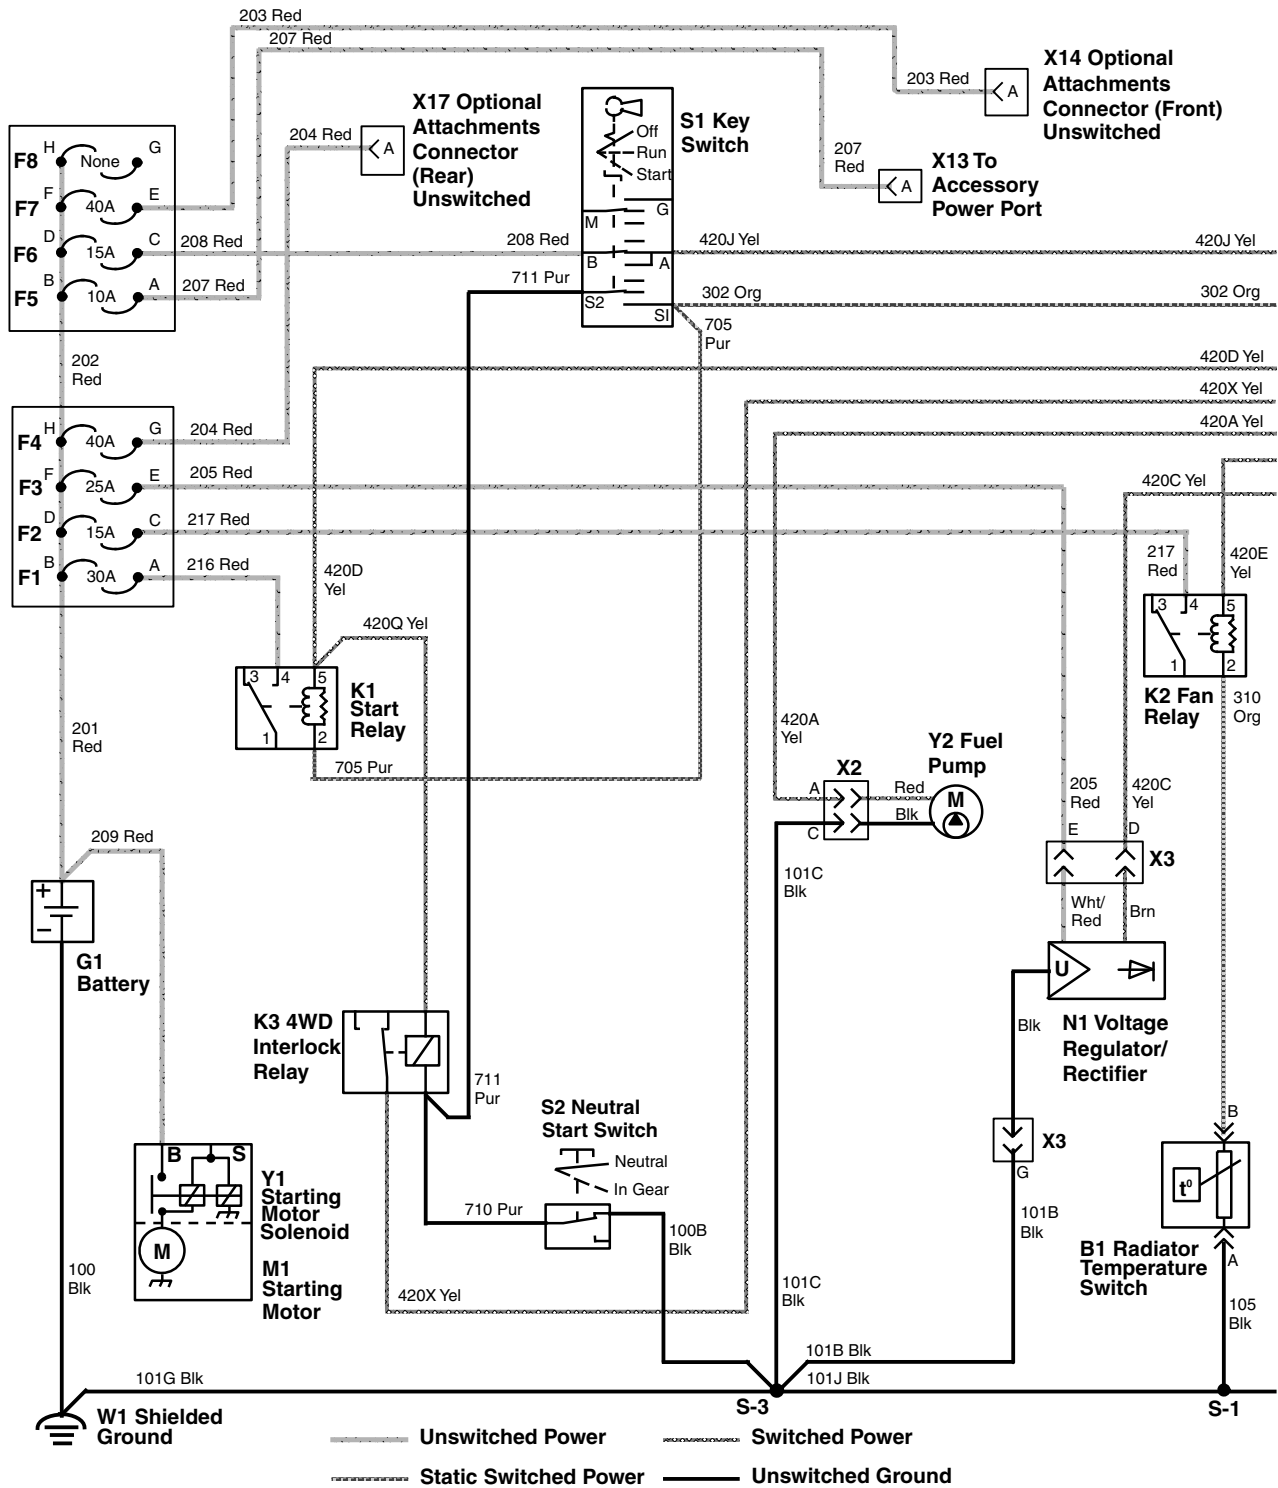 203 Red
207 Red
X14 Optional
Attachments
Connector (Front)
Unswitched
203 Red
A
X17 Optional
Attachments
Connector
(Rear)
Unswitched
204 Red
A
S1 Key
Switch
Off
Run
Start
M
G
B
A
S2
SI
207
Red
A
X13 To
Accessory
Power Port
F8
H
None
G
F7
F
40A
E
F6
D
15A
C
208 Red
208 Red
F5
B
10A
A
207 Red
711 Pur
420J Yel
420J Yel
302 Org
302 Org
705
Pur
202
Red
420D Yel
420X Yel
420A Yel
F4
H
40A
G
204 Red
F3
F
25A
E
205 Red
F2
D
15A
C
217 Red
F1
B
30A
A
216 Red
420C Yel
420D
Yel
420Q Yel
217
Red
420E
Yel
3
4
5
1
2
K1
Start
Relay
3
4
5
1
2
K2 Fan
Relay
310
Org
201
Red
705 Pur
420A
Yel
X2
Y2 Fuel
Pump
A
Red
M
C
Blk
205
Red
420C
Yel
E
D
X3
209 Red
101C
Blk
Wht/
Red
Brn
+
−
G1
Battery
U
N1 Voltage
Regulator/
Rectifier
Blk
K3 4WD
Interlock
Relay
711
Pur
S2 Neutral
Start Switch
Neutral
In Gear
710 Pur
100B
Blk
X3
G
101B
Blk
B
t⁰
B1 Radiator
Temperature
Switch
A
105
Blk
B
S
Y1
Starting
Motor
Solenoid
M
M1
Starting
Motor
100
Blk
420X Yel
101C
Blk
101B Blk
101G Blk
101J Blk
S-3
S-1
W1 Shielded
Ground
Unswitched Power
Switched Power
Static Switched Power
Unswitched Ground